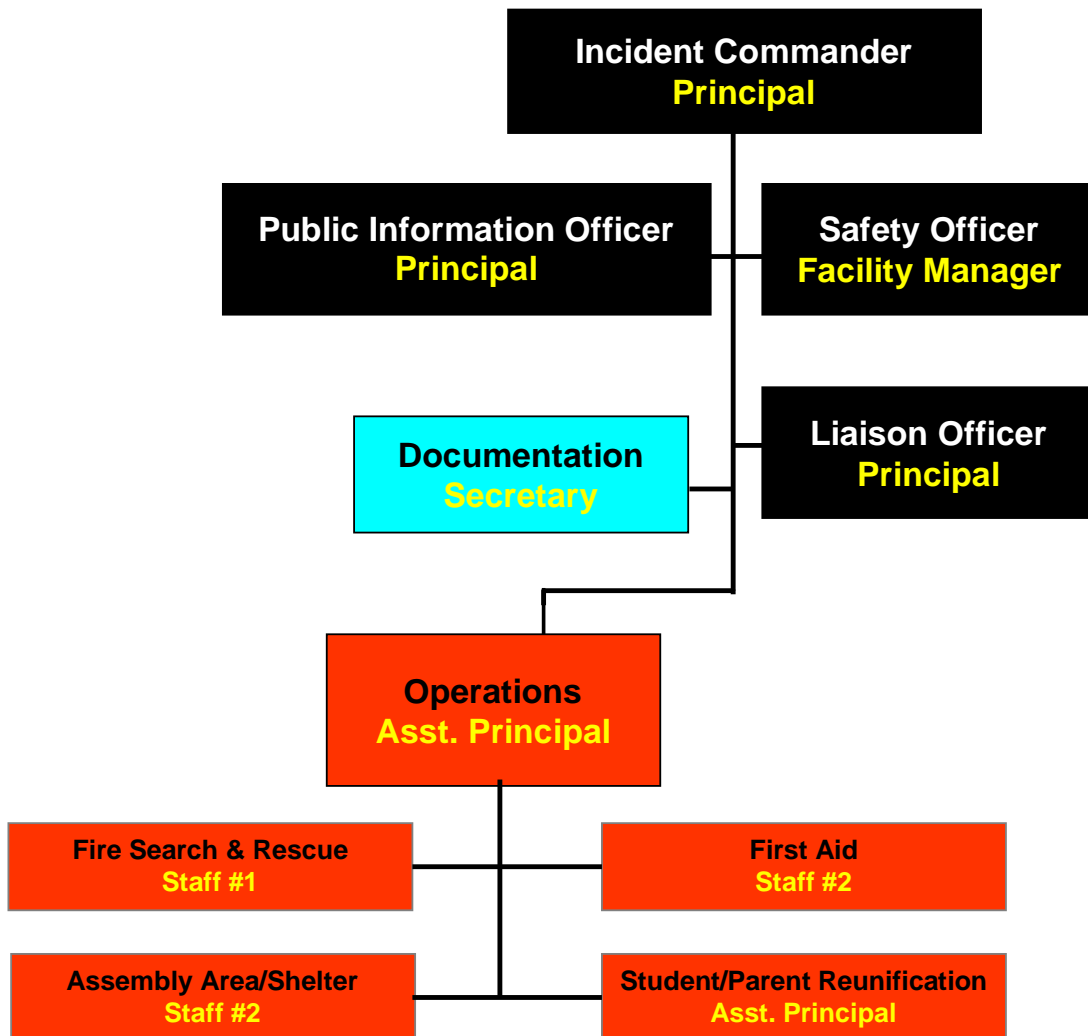 Incident Commander
Principal
Public Information Officer
Principal
Safety Officer
Facility Manager
Documentation
Secretary
Liaison Officer
Principal
Operations
Asst. Principal
Fire Search & Rescue
Staff #1
First Aid
Staff #2
Assembly Area/Shelter
Staff #2
Student/Parent Reunification
Asst. Principal